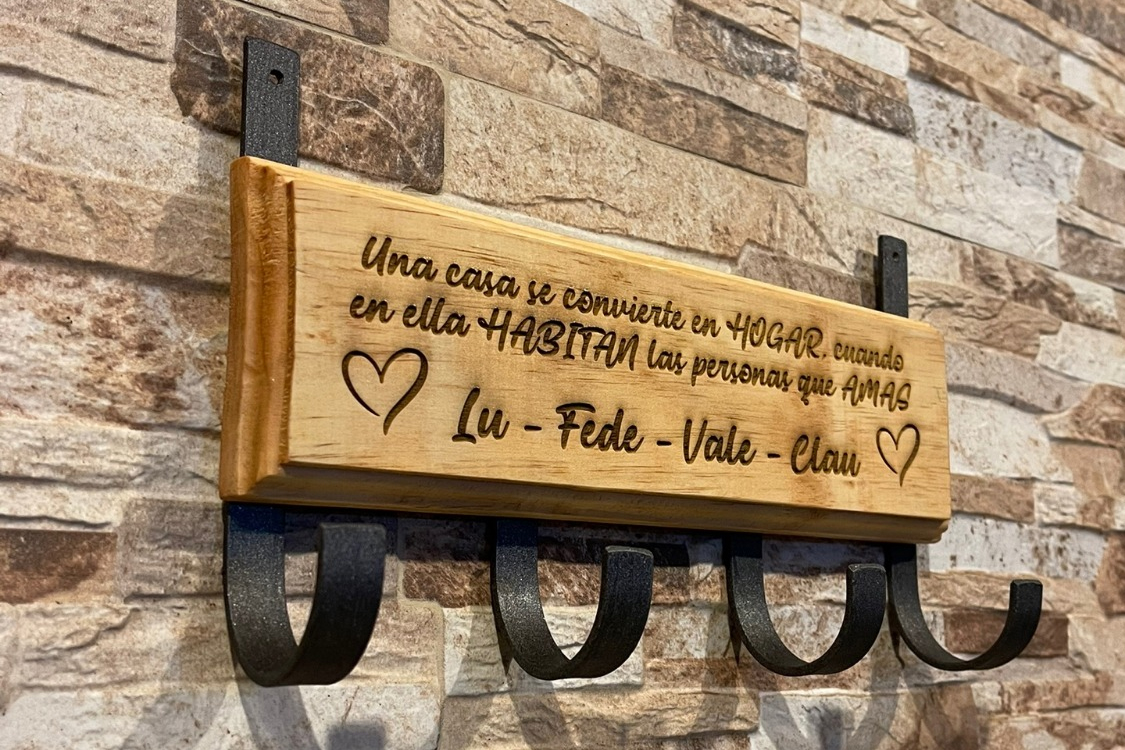 Una casa se convierte en HOGAR, cuando
en ella HABITAN las personas que AMAS
Lu - Fede - Vale - Clau